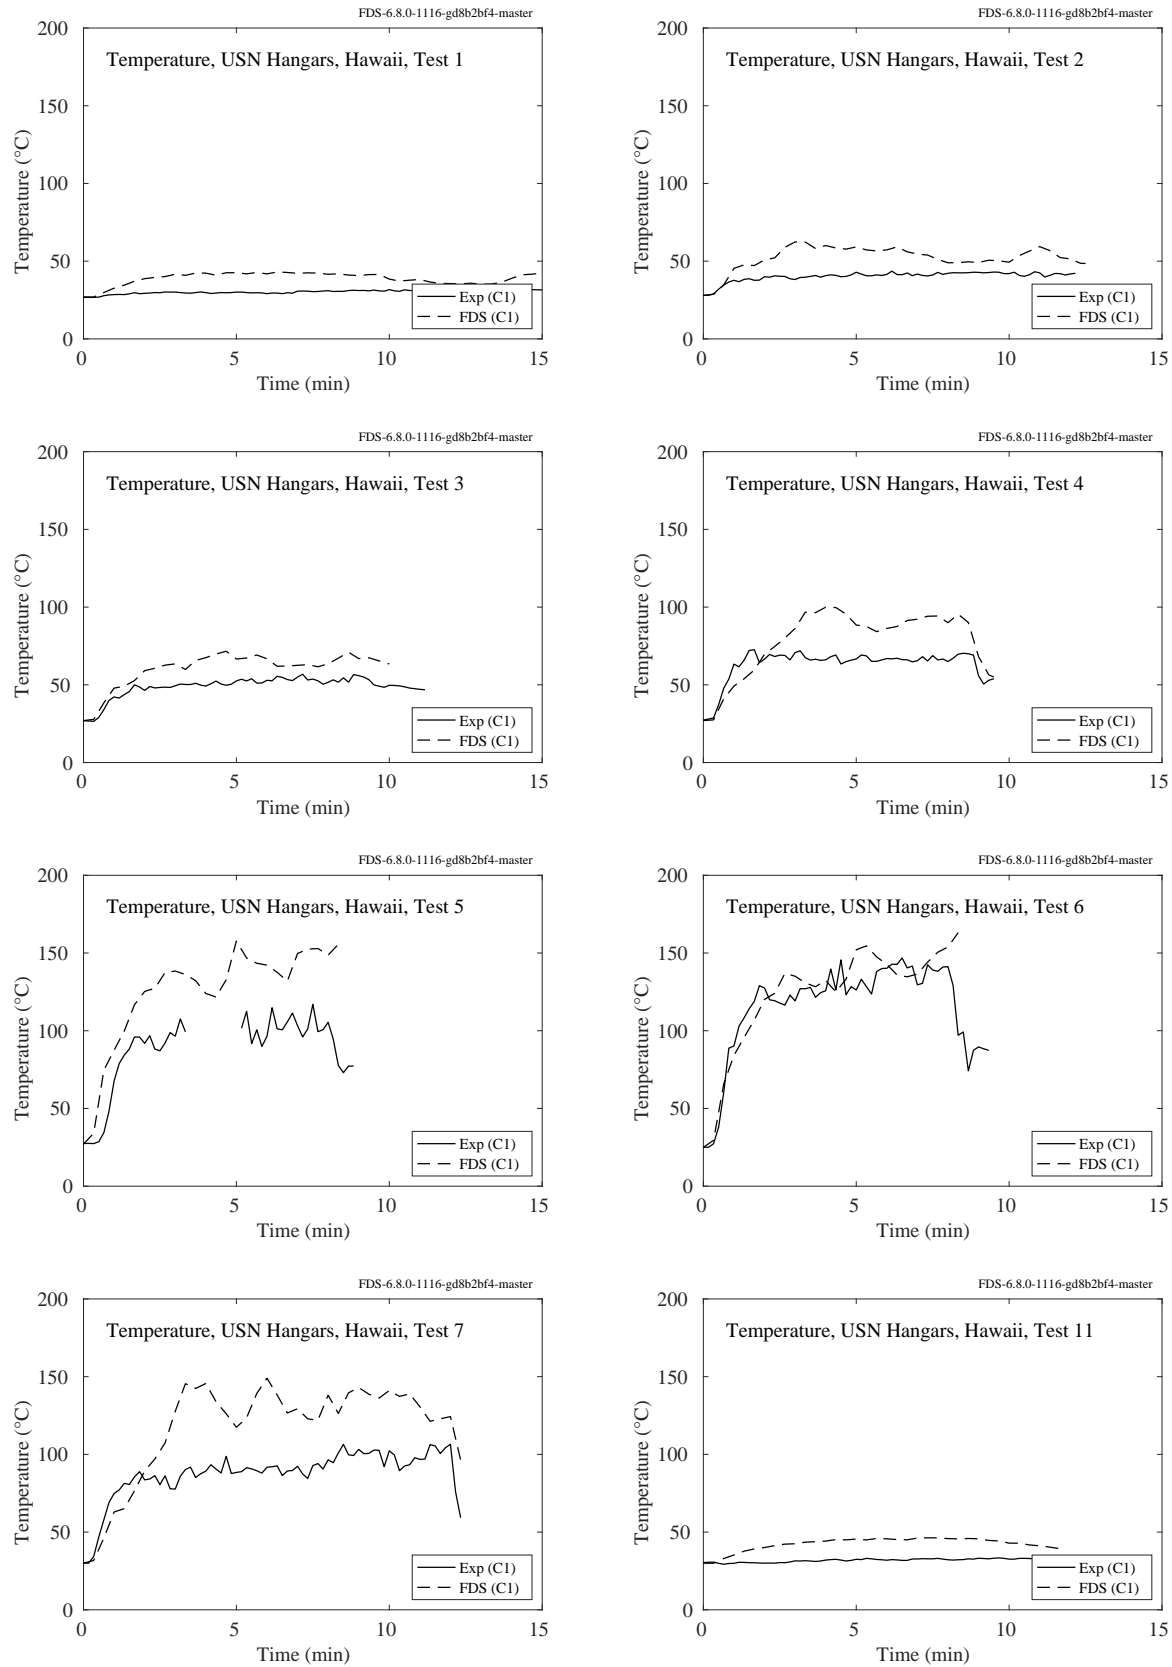 FDS-6.8.0-1116-gd8b2bf4-master
Temperature, USN Hangars, Hawaii, Test 1
200
150
100
50
0
Temperature (°C)
Exp (C1)
FDS (C1)
0 5 10 15
Time (min)
FDS-6.8.0-1116-gd8b2bf4-master
Temperature, USN Hangars, Hawaii, Test 2
200
150
100
50
0
Temperature (°C)
Exp (C1)
FDS (C1)
0 5 10 15
Time (min)
FDS-6.8.0-1116-gd8b2bf4-master
Temperature, USN Hangars, Hawaii, Test 3
200
150
100
50
0
Temperature (°C)
Exp (C1)
FDS (C1)
0 5 10 15
Time (min)
FDS-6.8.0-1116-gd8b2bf4-master
Temperature, USN Hangars, Hawaii, Test 4
200
150
100
50
0
Temperature (°C)
Exp (C1)
FDS (C1)
0 5 10 15
Time (min)
FDS-6.8.0-1116-gd8b2bf4-master
Temperature, USN Hangars, Hawaii, Test 5
200
150
100
50
0
Temperature (°C)
Exp (C1)
FDS (C1)
0 5 10 15
Time (min)
FDS-6.8.0-1116-gd8b2bf4-master
Temperature, USN Hangars, Hawaii, Test 6
200
150
100
50
0
Temperature (°C)
Exp (C1)
FDS (C1)
0 5 10 15
Time (min)
FDS-6.8.0-1116-gd8b2bf4-master
Temperature, USN Hangars, Hawaii, Test 7
200
150
100
50
0
Temperature (°C)
Exp (C1)
FDS (C1)
0 5 10 15
Time (min)
FDS-6.8.0-1116-gd8b2bf4-master
Temperature, USN Hangars, Hawaii, Test 11
200
150
100
50
0
Temperature (°C)
Exp (C1)
FDS (C1)
0 5 10 15
Time (min)